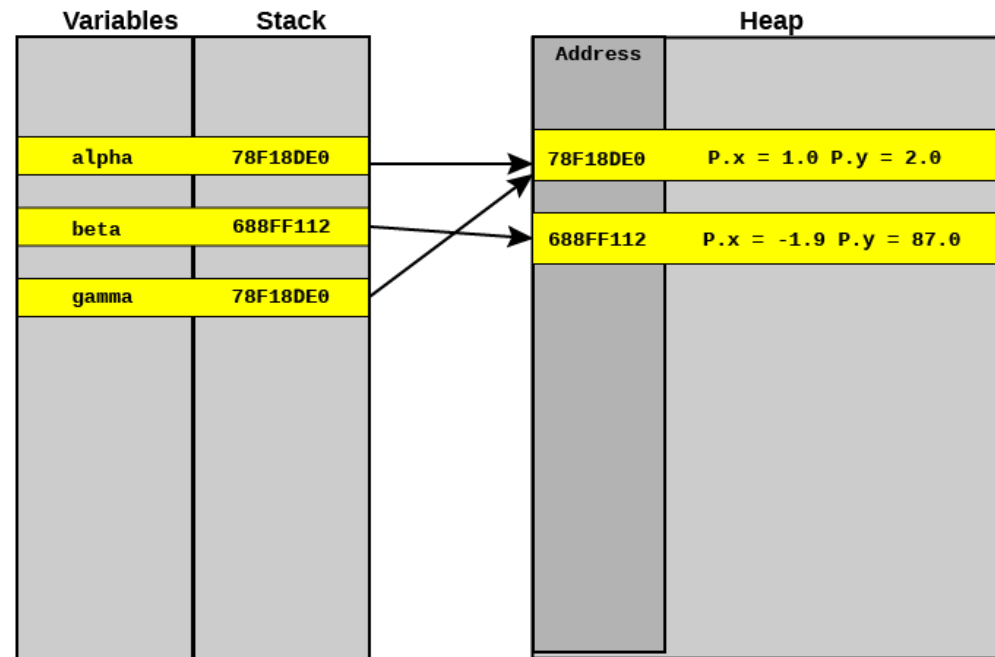 Variables Stack Heap
Address
alpha 78F18DE0 78F18DE0 P.x = 1.0 P.y = 2.0
beta 688FF112 688FF112 P.x = -1.9 P.y = 87.0
gamma 78F18DE0